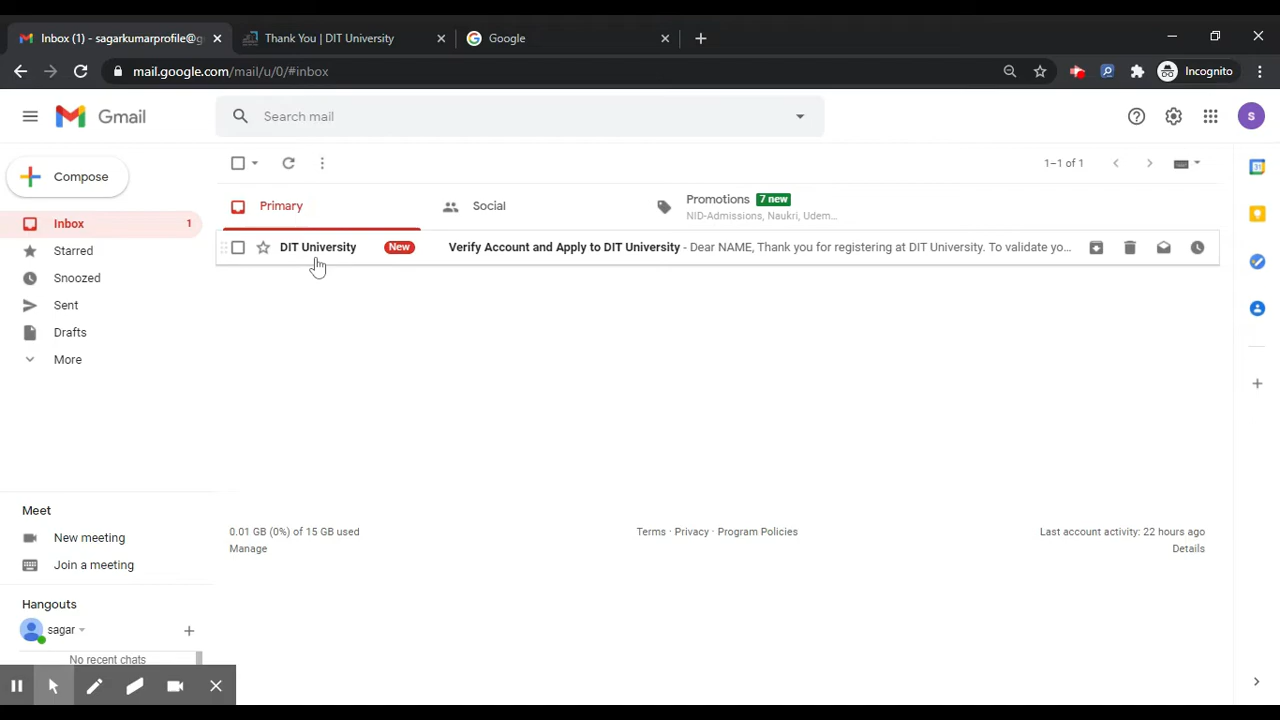 Inbox (1) - sagarkumarprofile@g
Thank You | DIT University
Google
mail.google.com/mail/u/0/#inbox
Incognito
Gmail
Search mail
S
Compose
1–1 of 1
Inbox 1
Primary
Social
Promotions 7 new
NID-Admissions, Naukri, Udem...
Starred
DIT University New Verify Account and Apply to DIT University - Dear NAME, Thank you for registering at DIT University. To validate yo...
Snoozed
Sent
Drafts
More
Meet
New meeting
Join a meeting
0.01 GB (0%) of 15 GB used
Manage
Terms · Privacy · Program Policies
Last account activity: 22 hours ago
Details
Hangouts
sagar
No recent chats
31